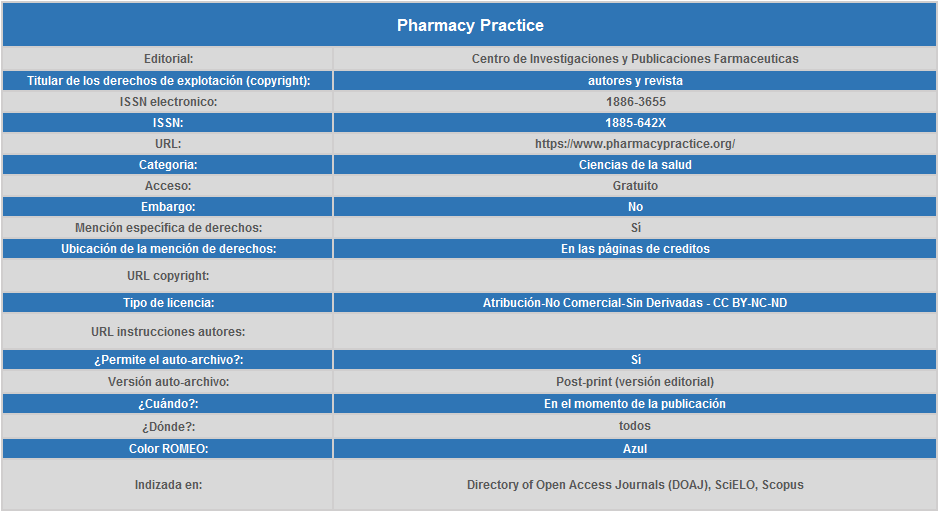 Pharmacy Practice
Editorial: Centro de Investigaciones y Publicaciones Farmaceuticas
Titular de los derechos de explotación (copyright): autores y revista
ISSN electronico: 1886-3655
ISSN: 1885-642X
URL: https://www.pharmacypractice.org/
Categoria: Ciencias de la salud
Acceso: Gratuito
Embargo: No
Mención específica de derechos: Sí
Ubicación de la mención de derechos: En las páginas de creditos
URL copyright:
Tipo de licencia: Atribución-No Comercial-Sin Derivadas - CC BY-NC-ND
URL instrucciones autores:
¿Permite el auto-archivo?: Sí
Versión auto-archivo: Post-print (versión editorial)
¿Cuándo?: En el momento de la publicación
¿Dónde?: todos
Color ROMEO: Azul
Indizada en: Directory of Open Access Journals (DOAJ), SciELO, Scopus